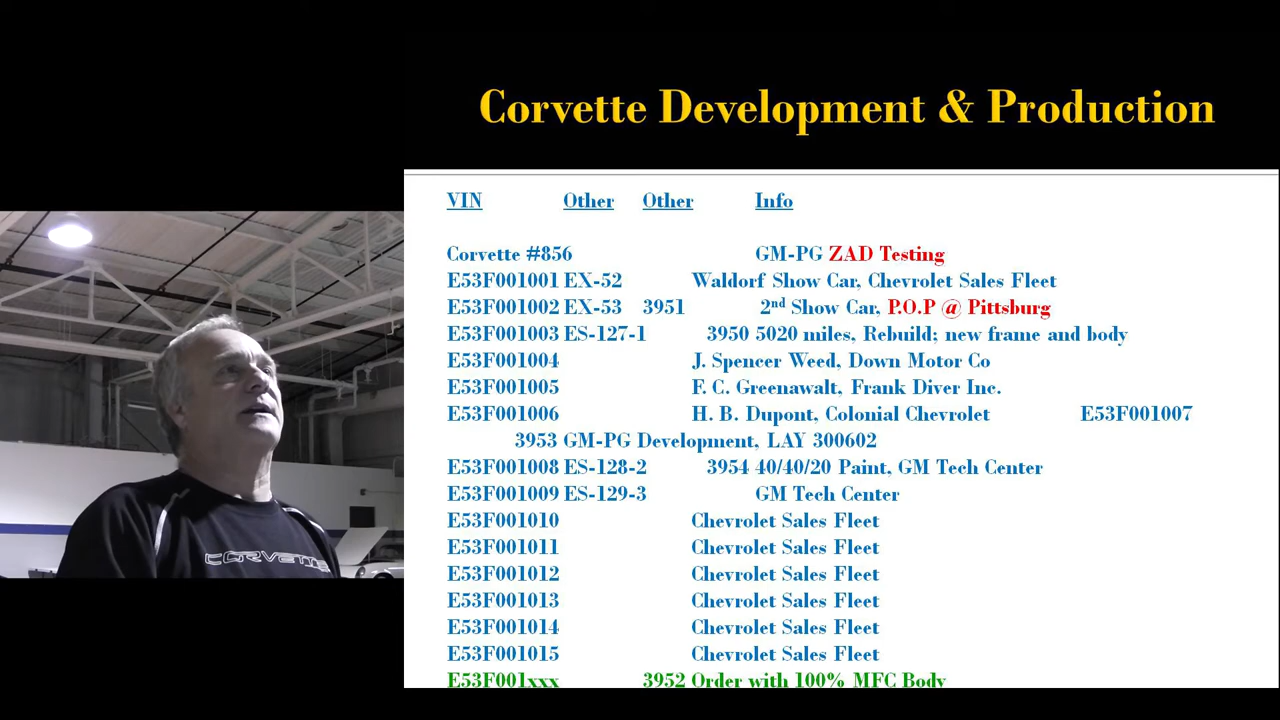 Corvette Development & Production
VIN Other Other Info
Corvette #856 GM-PG ZAD Testing
E53F001001 EX-52 Waldorf Show Car, Chevrolet Sales Fleet
E53F001002 EX-53 3951 2nd Show Car, P.O.P @ Pittsburg
E53F001003 ES-127-1 3950 5020 miles, Rebuild; new frame and body
E53F001004 J. Spencer Weed, Down Motor Co
E53F001005 F. C. Greenawalt, Frank Diver Inc.
E53F001006 H. B. Dupont, Colonial Chevrolet E53F001007
3953 GM-PG Development, LAY 300602
E53F001008 ES-128-2 3954 40/40/20 Paint, GM Tech Center
E53F001009 ES-129-3 GM Tech Center
E53F001010 Chevrolet Sales Fleet
E53F001011 Chevrolet Sales Fleet
E53F001012 Chevrolet Sales Fleet
E53F001013 Chevrolet Sales Fleet
E53F001014 Chevrolet Sales Fleet
E53F001015 Chevrolet Sales Fleet
E53F001xxx 3952 Order with 100% MFC Body
CORVETTE